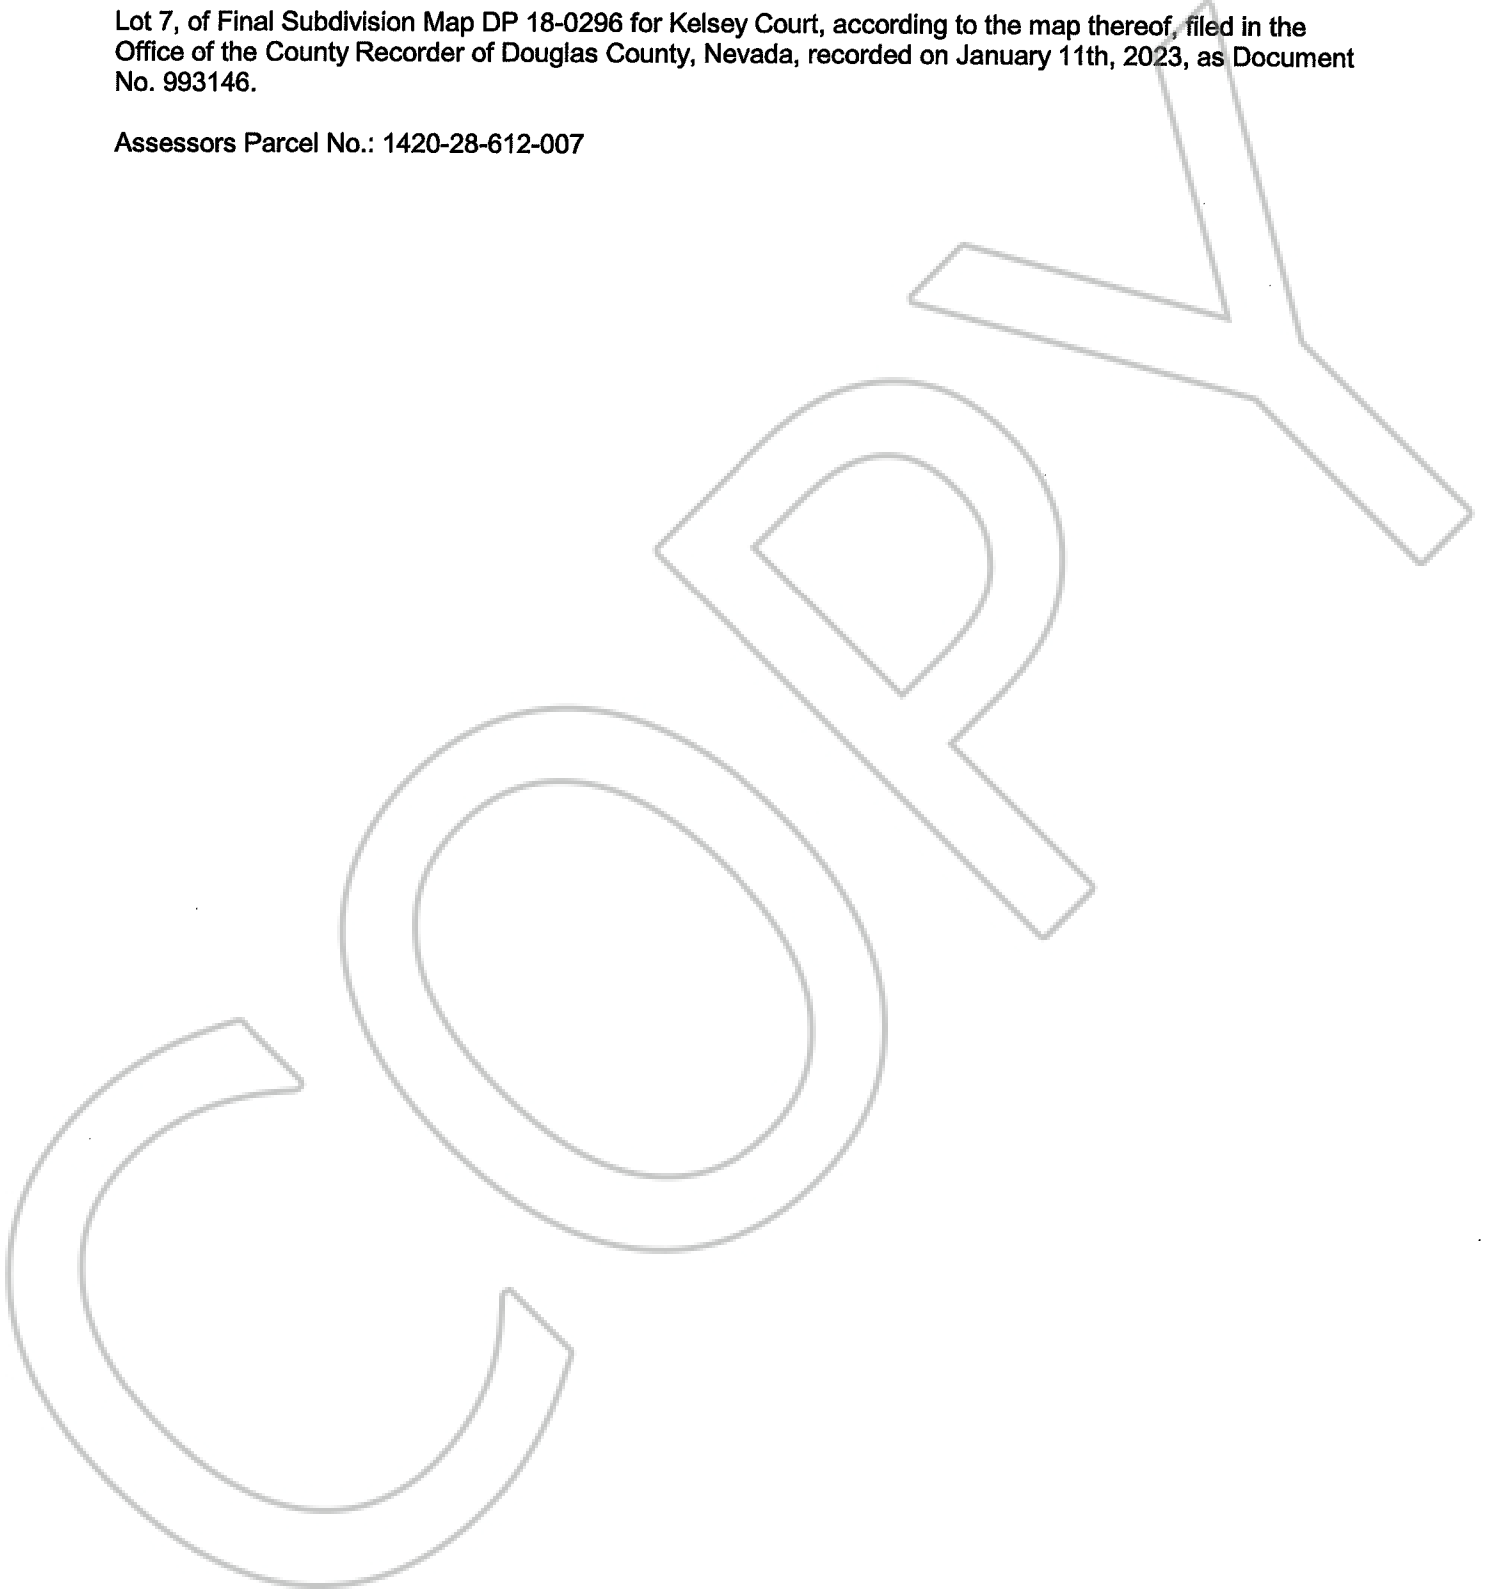 Lot 7, of Final Subdivision Map DP 18-0296 for Kelsey Court, according to the map thereof, filed in the
Office of the County Recorder of Douglas County, Nevada, recorded on January 11th, 2023, as Document
No. 993146.
Assessors Parcel No.: 1420-28-612-007
COPY